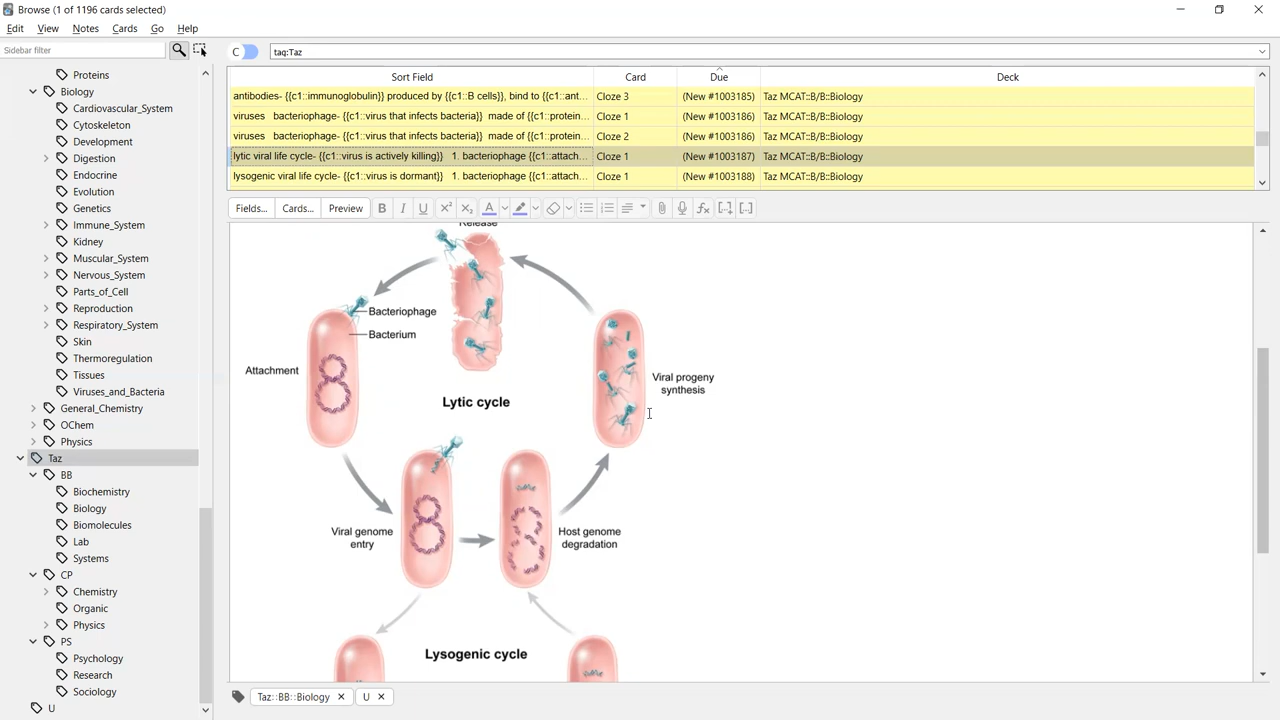 Browse (1 of 1196 cards selected)
Edit View Notes Cards Go Help
Sidebar filter
C
tag:Taz
Sort Field Card Due Deck
antibodies- {{c1::immunoglobulin}} produced by {{c1::B cells}}, bind to {{c1::ant... Cloze 3 (New #1003185) Taz MCAT::B/B::Biology
viruses bacteriophage- {{c1::virus that infects bacteria}} made of {{c1::protein... Cloze 1 (New #1003186) Taz MCAT::B/B::Biology
viruses bacteriophage- {{c1::virus that infects bacteria}} made of {{c1::protein... Cloze 2 (New #1003186) Taz MCAT::B/B::Biology
lytic viral life cycle- {{c1::virus is actively killing}} 1. bacteriophage {{c1::attach... Cloze 1 (New #1003187) Taz MCAT::B/B::Biology
lysogenic viral life cycle- {{c1::virus is dormant}} 1. bacteriophage {{c1::attach... Cloze 1 (New #1003188) Taz MCAT::B/B::Biology
Fields... Cards... Preview B I U X² X₂ A
Proteins
Biology
Cardiovascular_System
Cytoskeleton
Development
Digestion
Endocrine
Evolution
Genetics
Immune_System
Kidney
Muscular_System
Nervous_System
Parts_of_Cell
Reproduction
Respiratory_System
Skin
Thermoregulation
Tissues
Viruses_and_Bacteria
General_Chemistry
OChem
Physics
Taz
BB
Biochemistry
Biology
Biomolecules
Lab
Systems
CP
Chemistry
Organic
Physics
PS
Psychology
Research
Sociology
U
Release
Bacteriophage
Bacterium
Attachment
Viral progeny
synthesis
Lytic cycle
Viral genome
entry
Host genome
degradation
Lysogenic cycle
Taz::BB::Biology U